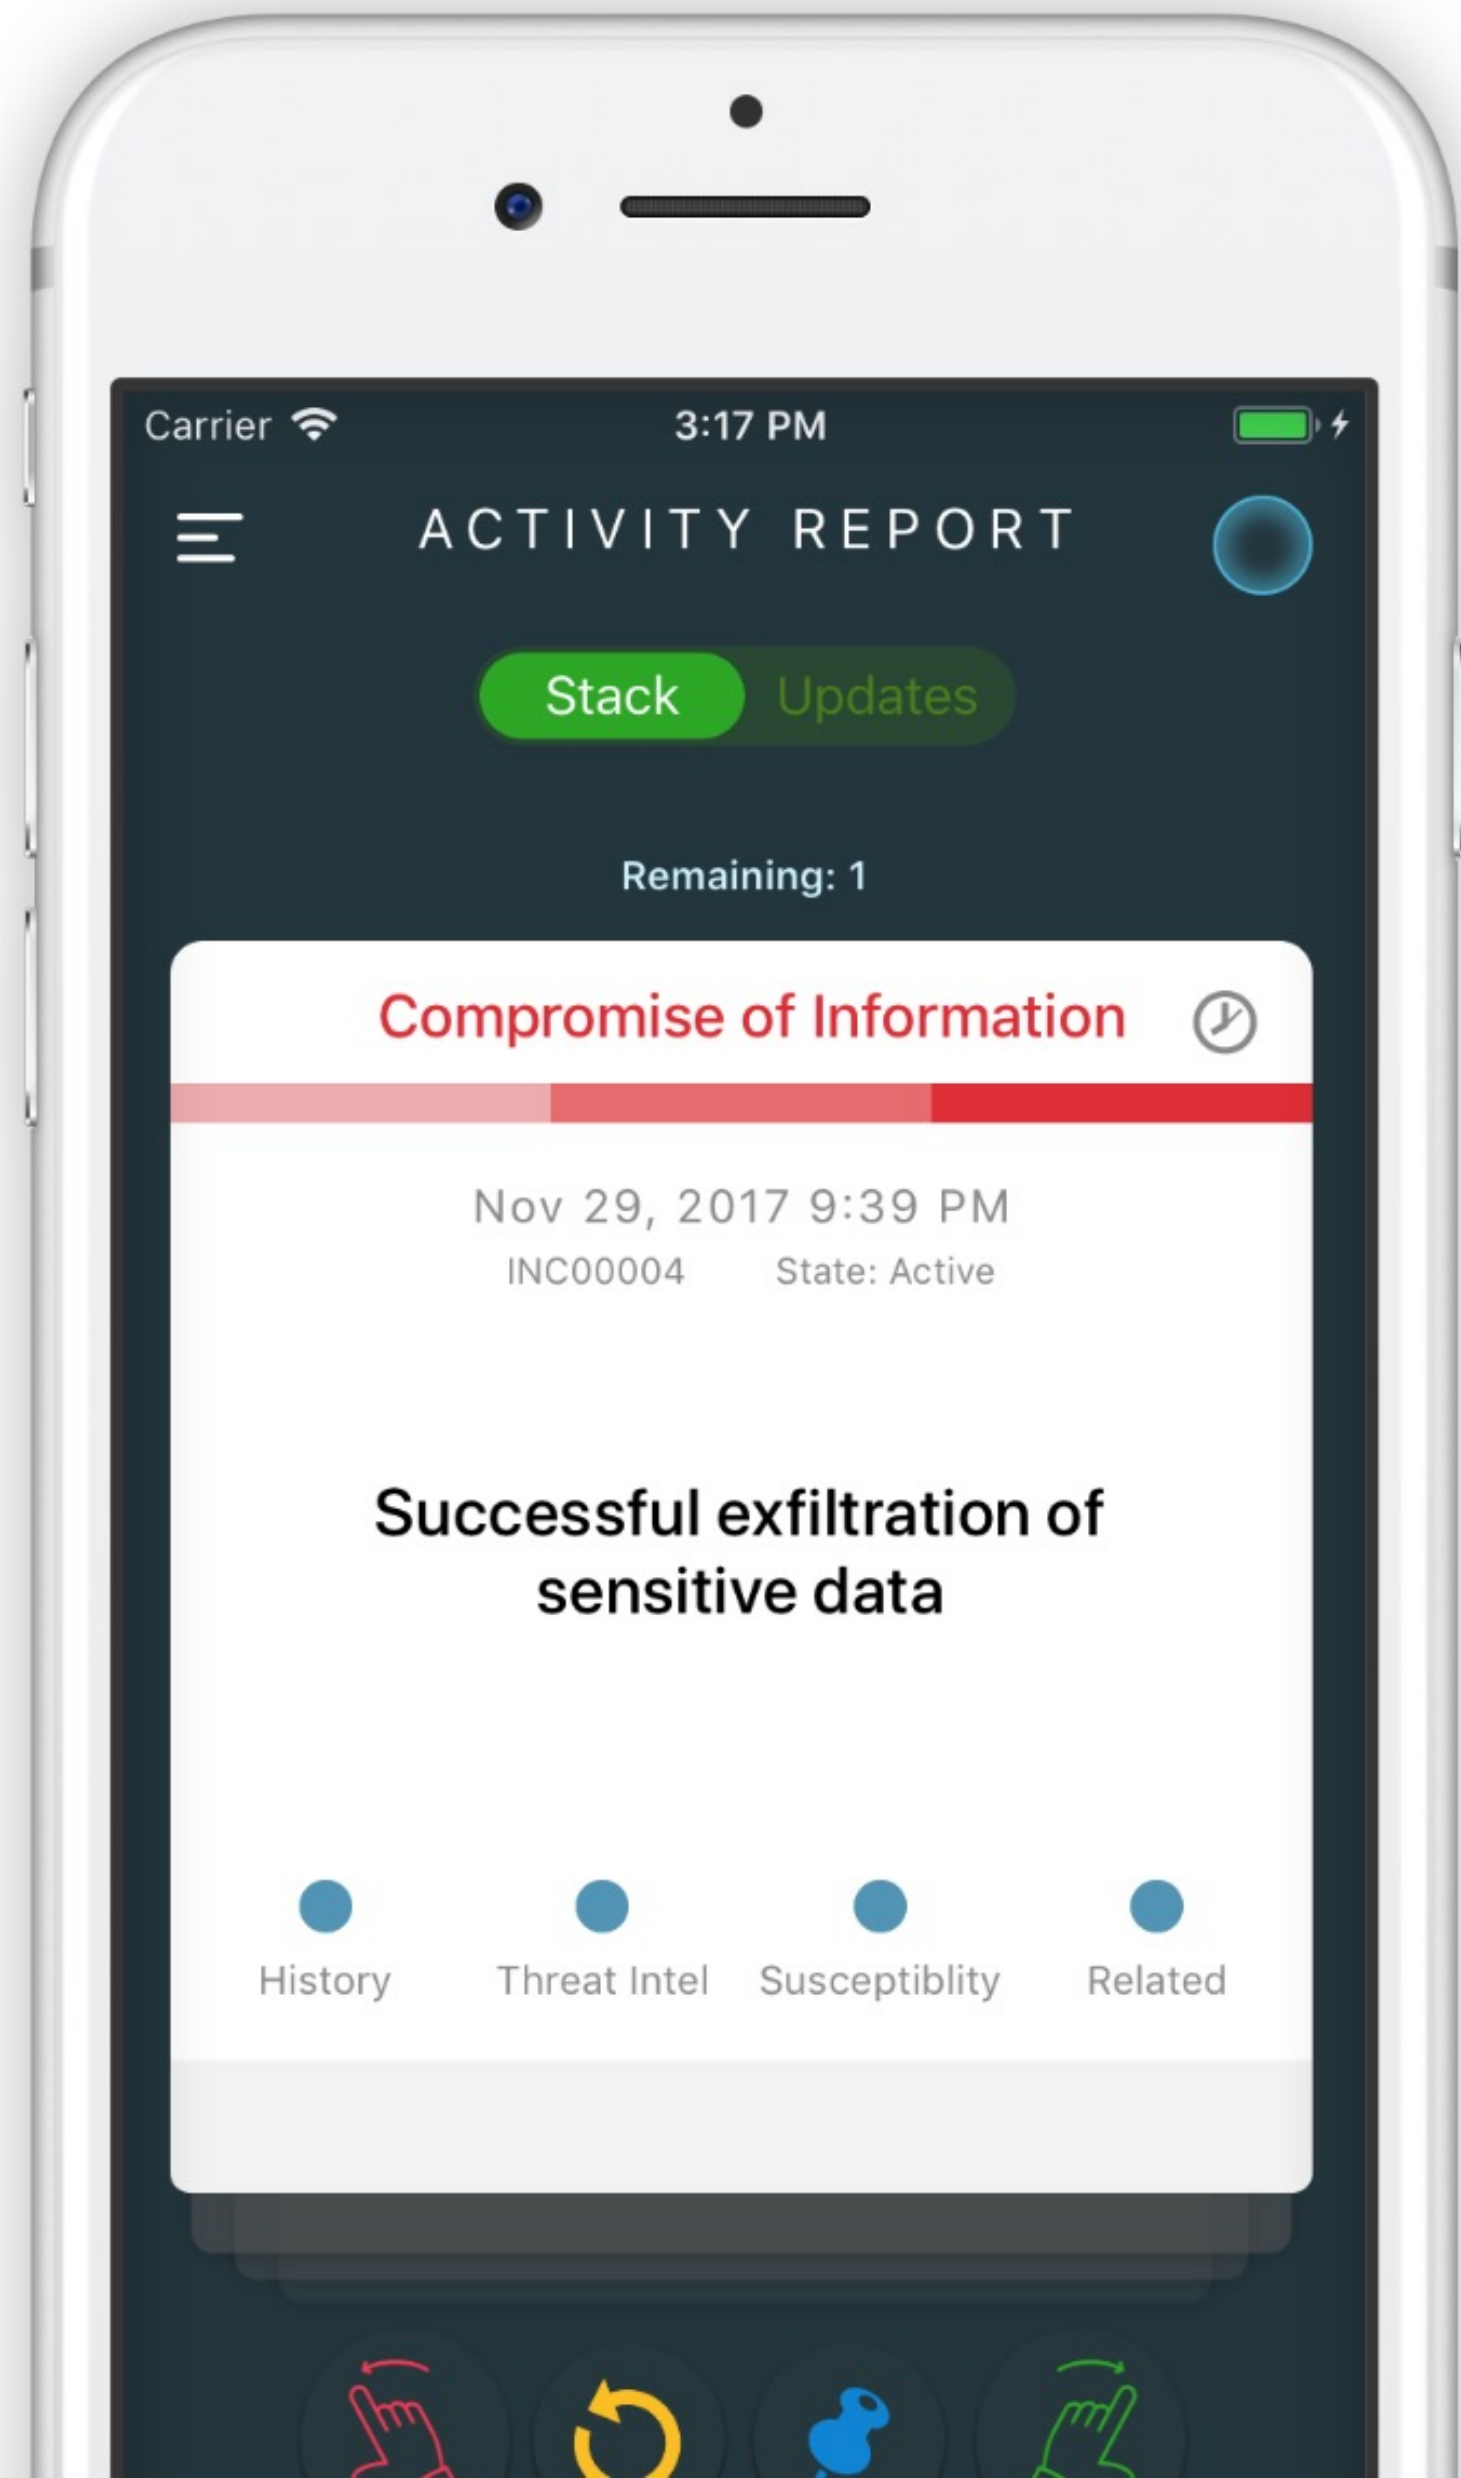 Carrier 3:17 PM
ACTIVITY REPORT
Stack Updates
Remaining: 1
Compromise of Information
Nov 29, 2017 9:39 PM
INC00004 State: Active
Successful exfiltration of
sensitive data
History Threat Intel Susceptiblity Related